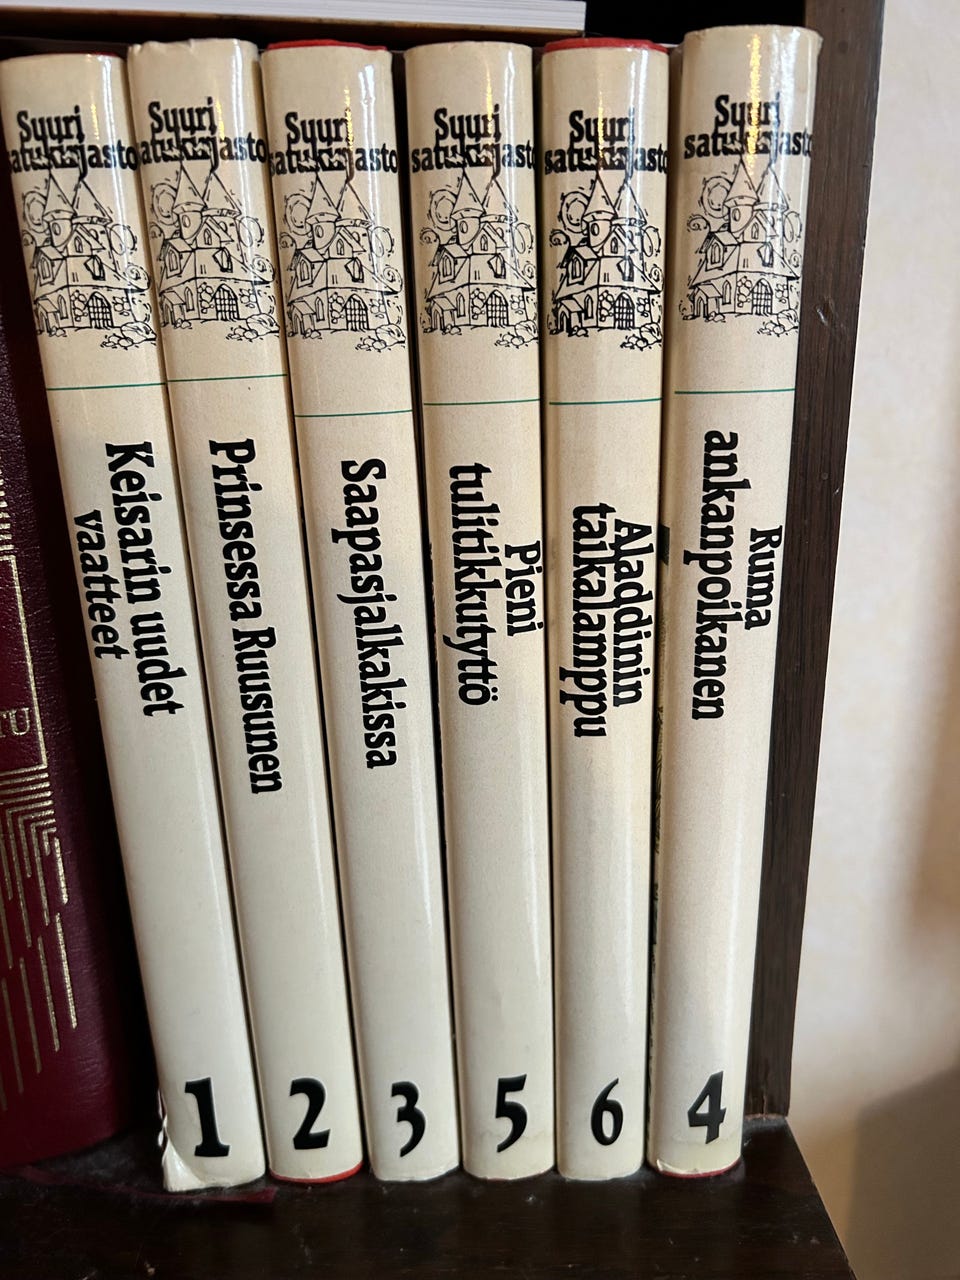 Suuri
satukirjasto
Keisarin uudet
vaatteet
1
Suuri
satukirjasto
Prinsessa Ruusunen
2
Suuri
satukirjasto
Saapasjalkakissa
3
Suuri
satukirjasto
Pieni
tulitikkutyttö
5
Suuri
satukirjasto
Aladdinin
taikalamppu
6
Suuri
satukirjasto
Ruma
ankanpoikanen
4
P